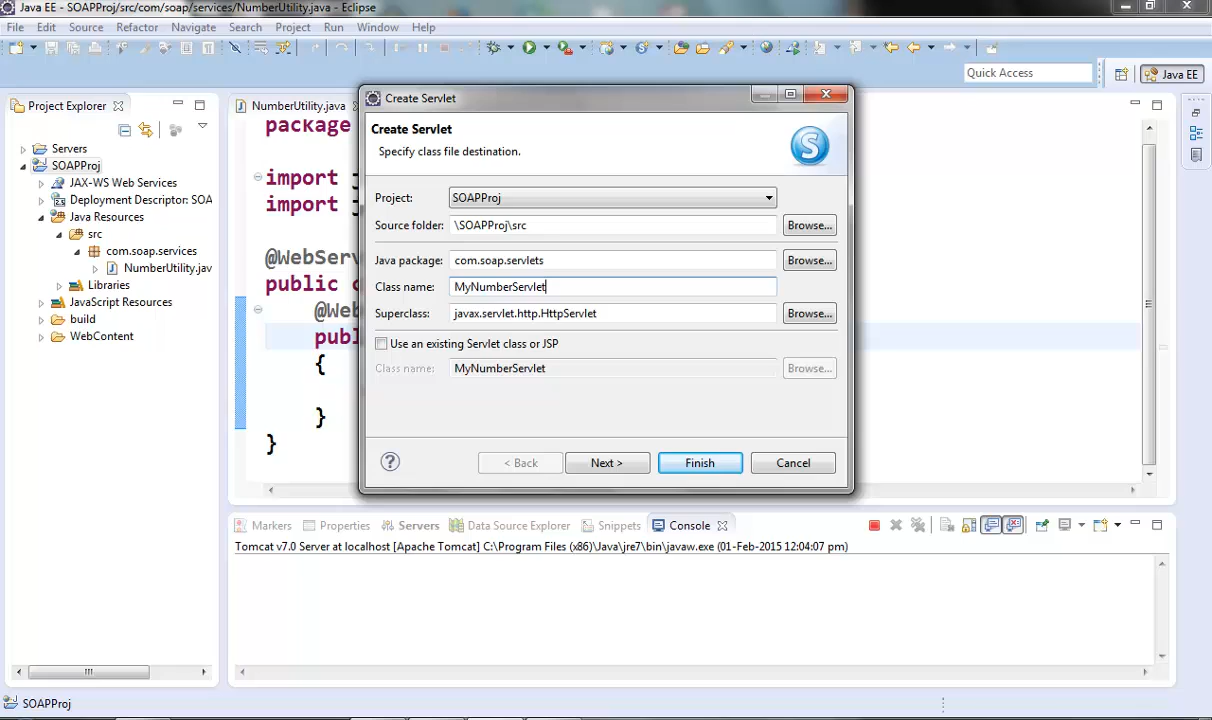 Java EE - SOAPProj/src/com/soap/services/NumberUtility.java - Eclipse
File Edit Source Refactor Navigate Search Project Run Window Help
Quick Access
Java EE
Project Explorer
Servers
SOAPProj
JAX-WS Web Services
Deployment Descriptor: SOA
Java Resources
src
com.soap.services
NumberUtility.jav
Libraries
JavaScript Resources
build
WebContent
NumberUtility.java
package
import j
import j
@WebServ
public c
@Web
publ
{
}
}
Create Servlet
Create Servlet
Specify class file destination.
S
Project: SOAPProj
Source folder: \SOAPProj\src Browse...
Java package: com.soap.servlets Browse...
Class name: MyNumberServlet
Superclass: javax.servlet.http.HttpServlet Browse...
Use an existing Servlet class or JSP
Class name: MyNumberServlet Browse...
? < Back Next > Finish Cancel
Markers Properties Servers Data Source Explorer Snippets Console
Tomcat v7.0 Server at localhost [Apache Tomcat] C:\Program Files (x86)\Java\jre7\bin\javaw.exe (01-Feb-2015 12:04:07 pm)
SOAPProj